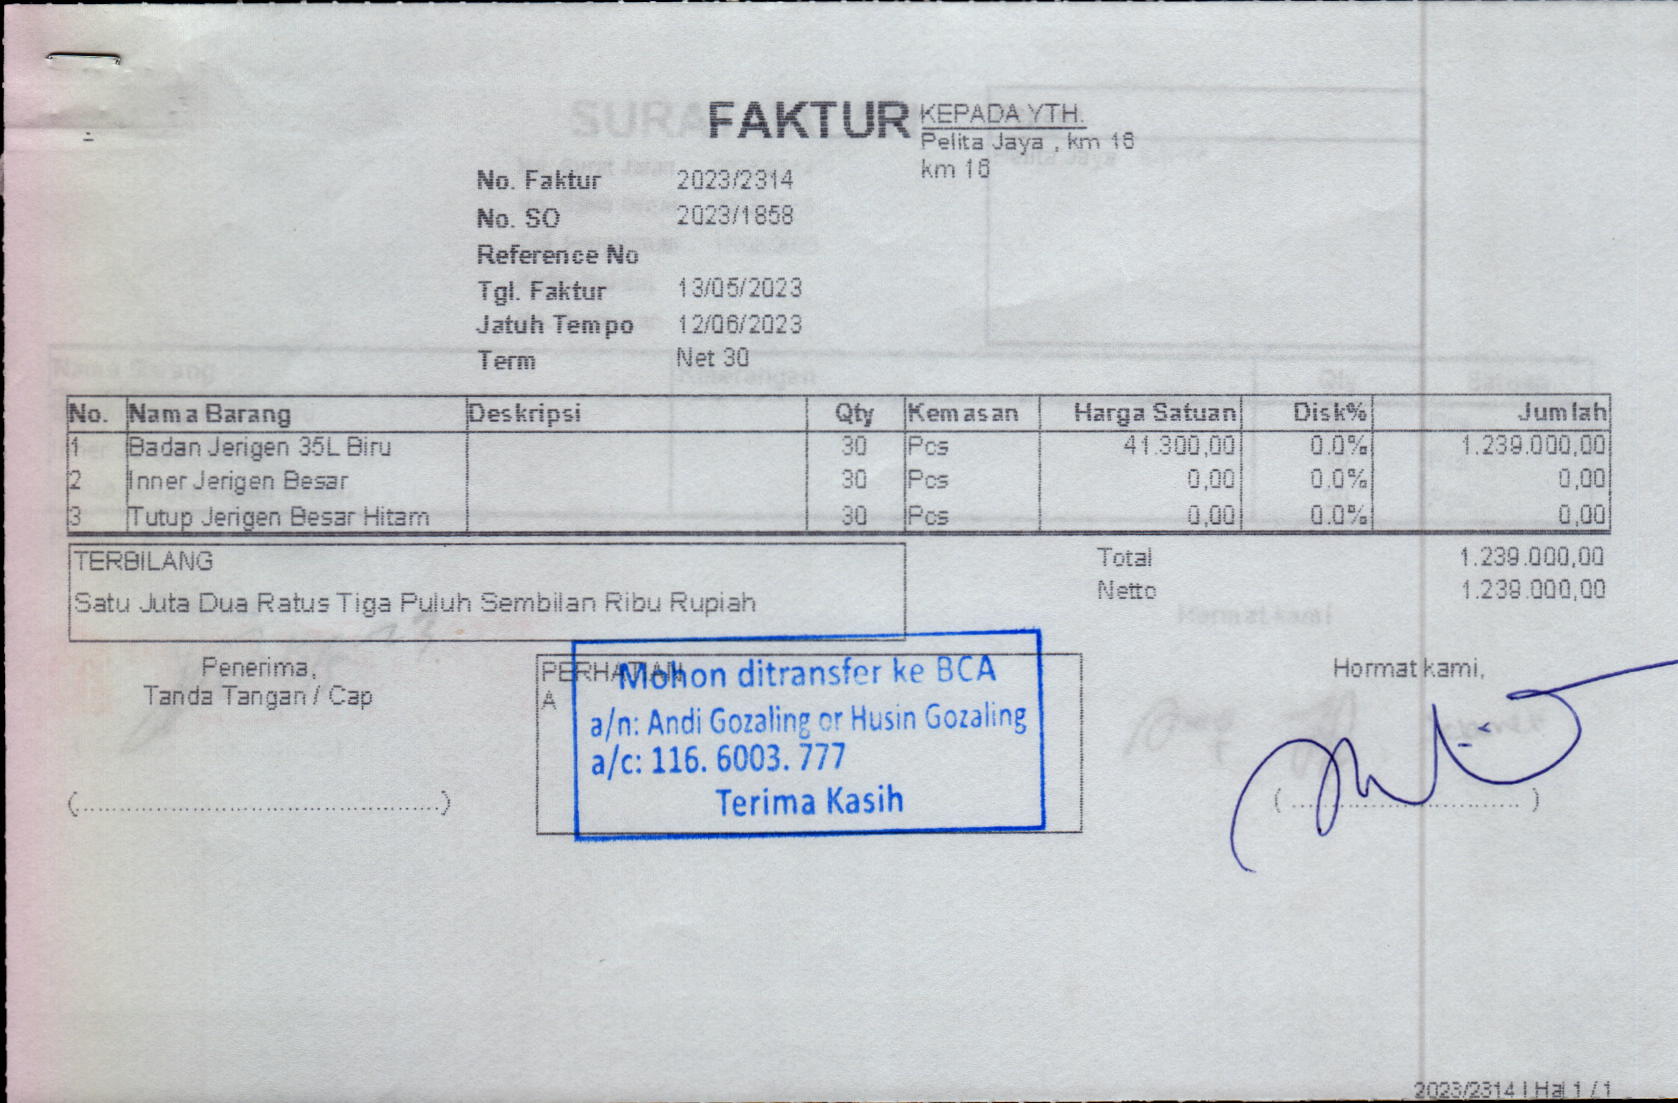 FAKTUR
KEPADA YTH.
Pelita Jaya , km 16
km 16
No. Faktur 2023/2314
No. SO 2023/1858
Reference No
Tgl. Faktur 13/05/2023
Jatuh Tempo 12/06/2023
Term Net 30
No. Nama Barang Deskripsi Qty Kemasan Harga Satuan Disk% Jumlah
1 Badan Jerigen 35L Biru 30 Pcs 41.300,00 0.0% 1.239.000,00
2 Inner Jerigen Besar 30 Pcs 0,00 0.0% 0,00
3 Tutup Jerigen Besar Hitam 30 Pcs 0,00 0.0% 0,00
TERBILANG
Satu Juta Dua Ratus Tiga Puluh Sembilan Ribu Rupiah
Total 1.239.000,00
Netto 1.239.000,00
Penerima,
Tanda Tangan / Cap
(........................................)
PERHATIAN
A
Mohon ditransfer ke BCA
a/n: Andi Gozaling or Husin Gozaling
a/c: 116. 6003. 777
Terima Kasih
Hormat kami,
(.............................)
2023/2314 | Hal 1 / 1